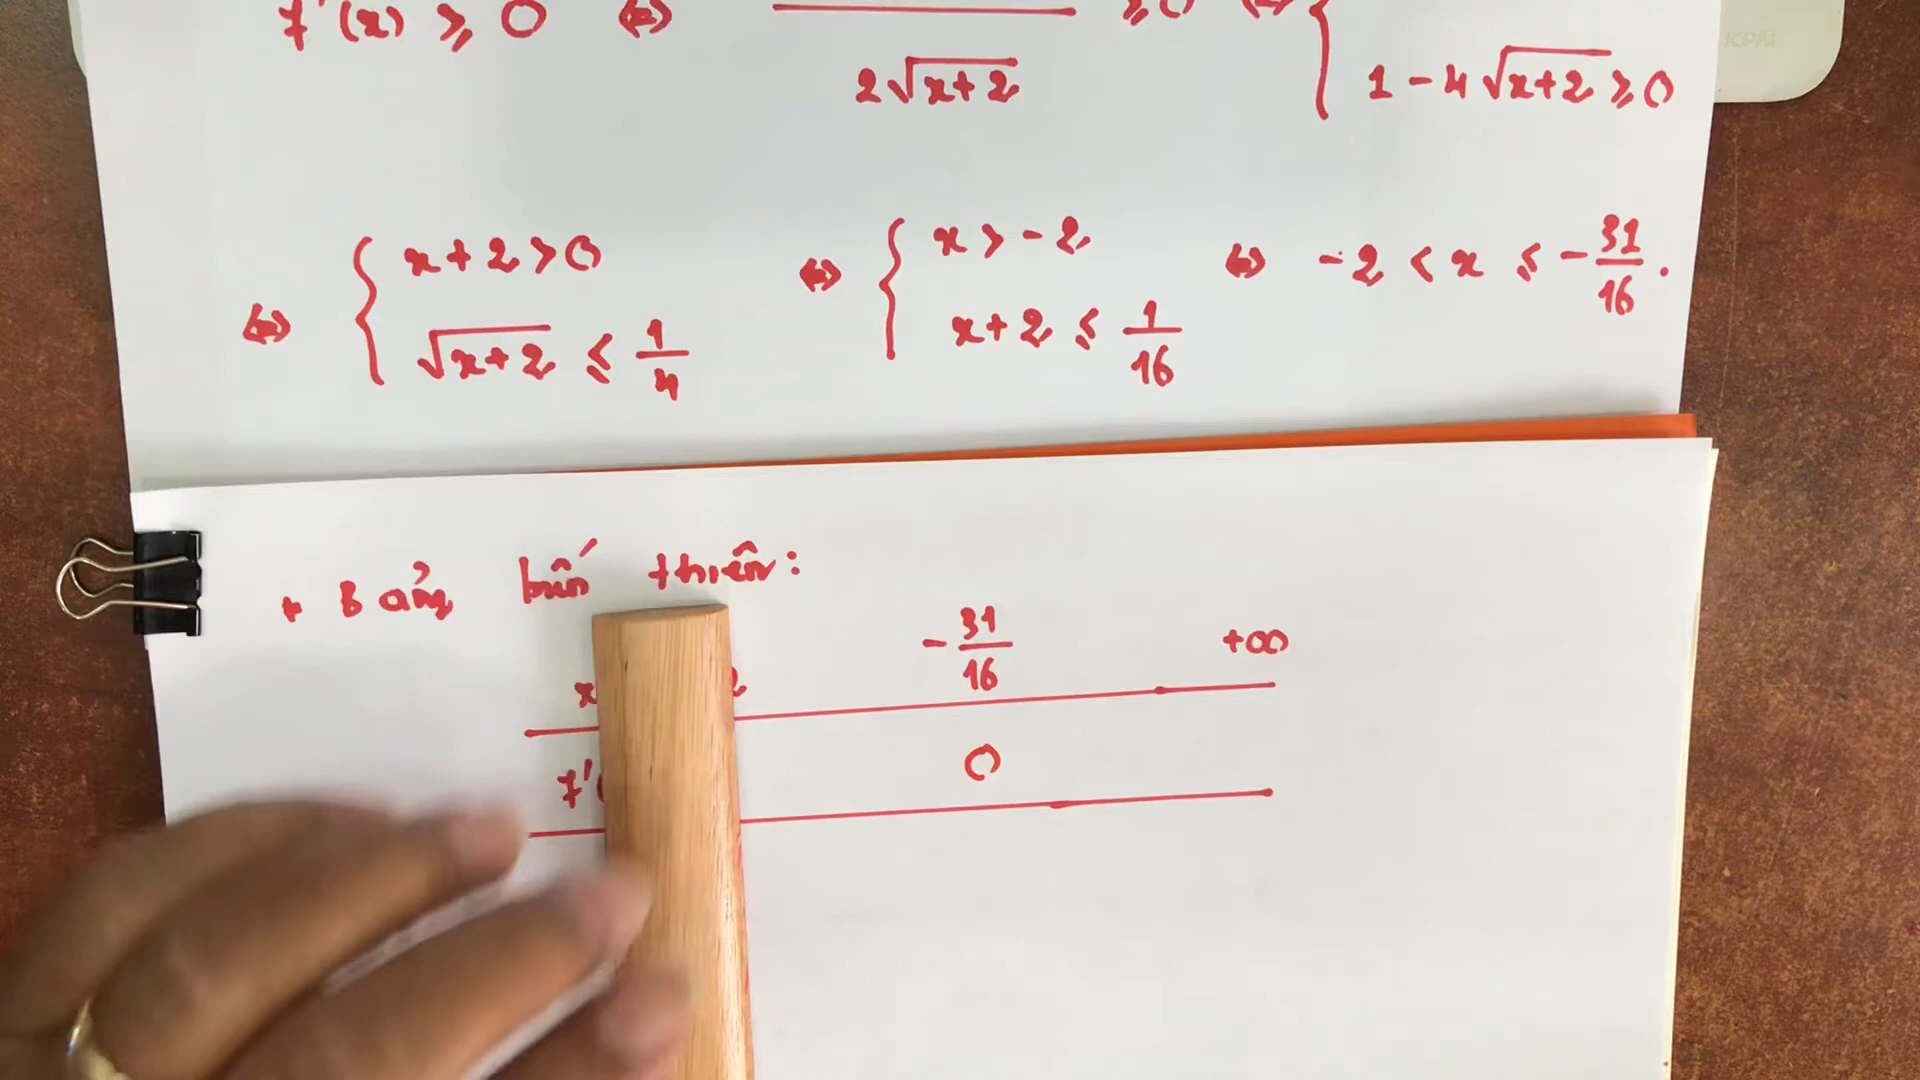 f'(x) ⩾ 0 ⇔ / 2√(x+2) ⩾ 0 ⇔ {
1 - 4√(x+2) ⩾ 0
⇔ { x+2 > 0
√(x+2) ⩽ 1/4
⇔ { x > -2
x+2 ⩽ 1/16
⇔ -2 < x ⩽ -31/16.
+ Bảng biến thiên:
x -31/16 +∞
f'( 0